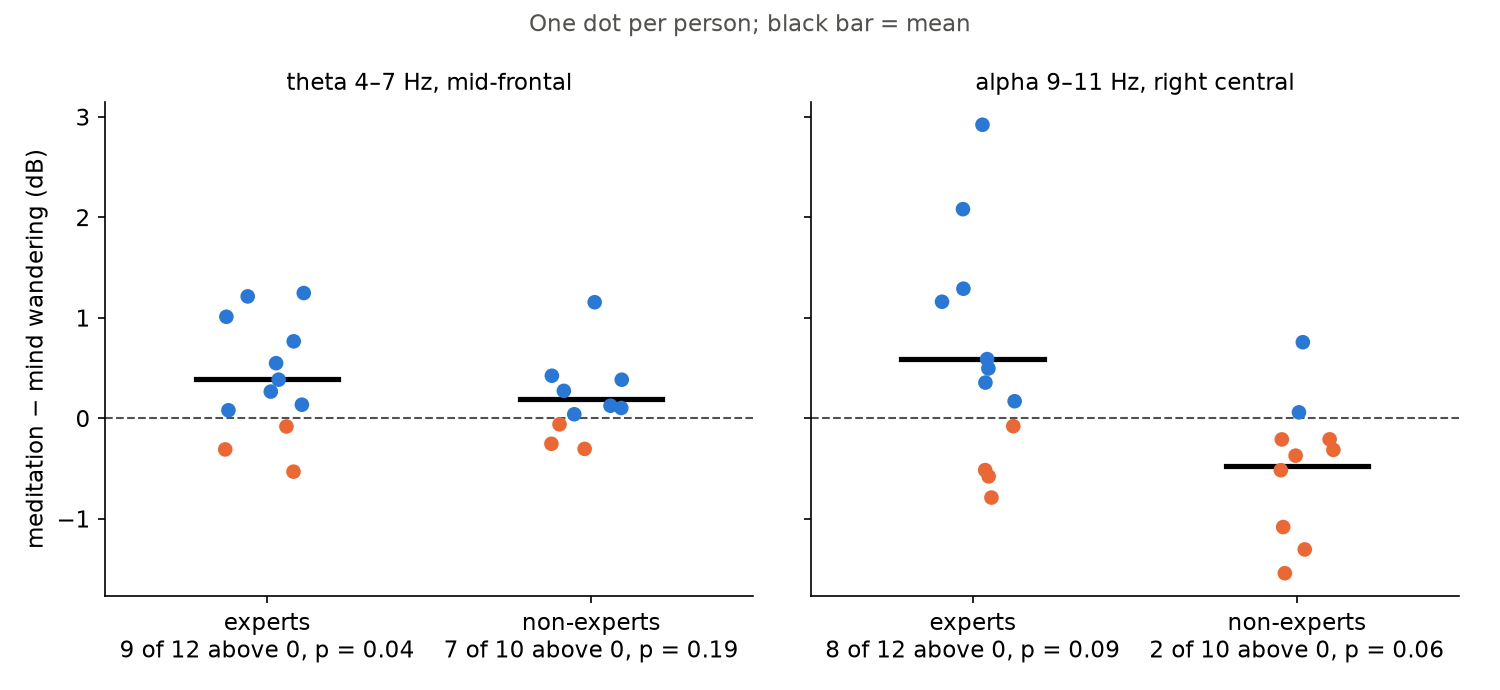 One dot per person; black bar = mean
theta 4–7 Hz, mid-frontal
alpha 9–11 Hz, right central
meditation − mind wandering (dB)
3
2
1
0
−1
experts
9 of 12 above 0, p = 0.04
non-experts
7 of 10 above 0, p = 0.19
experts
8 of 12 above 0, p = 0.09
non-experts
2 of 10 above 0, p = 0.06